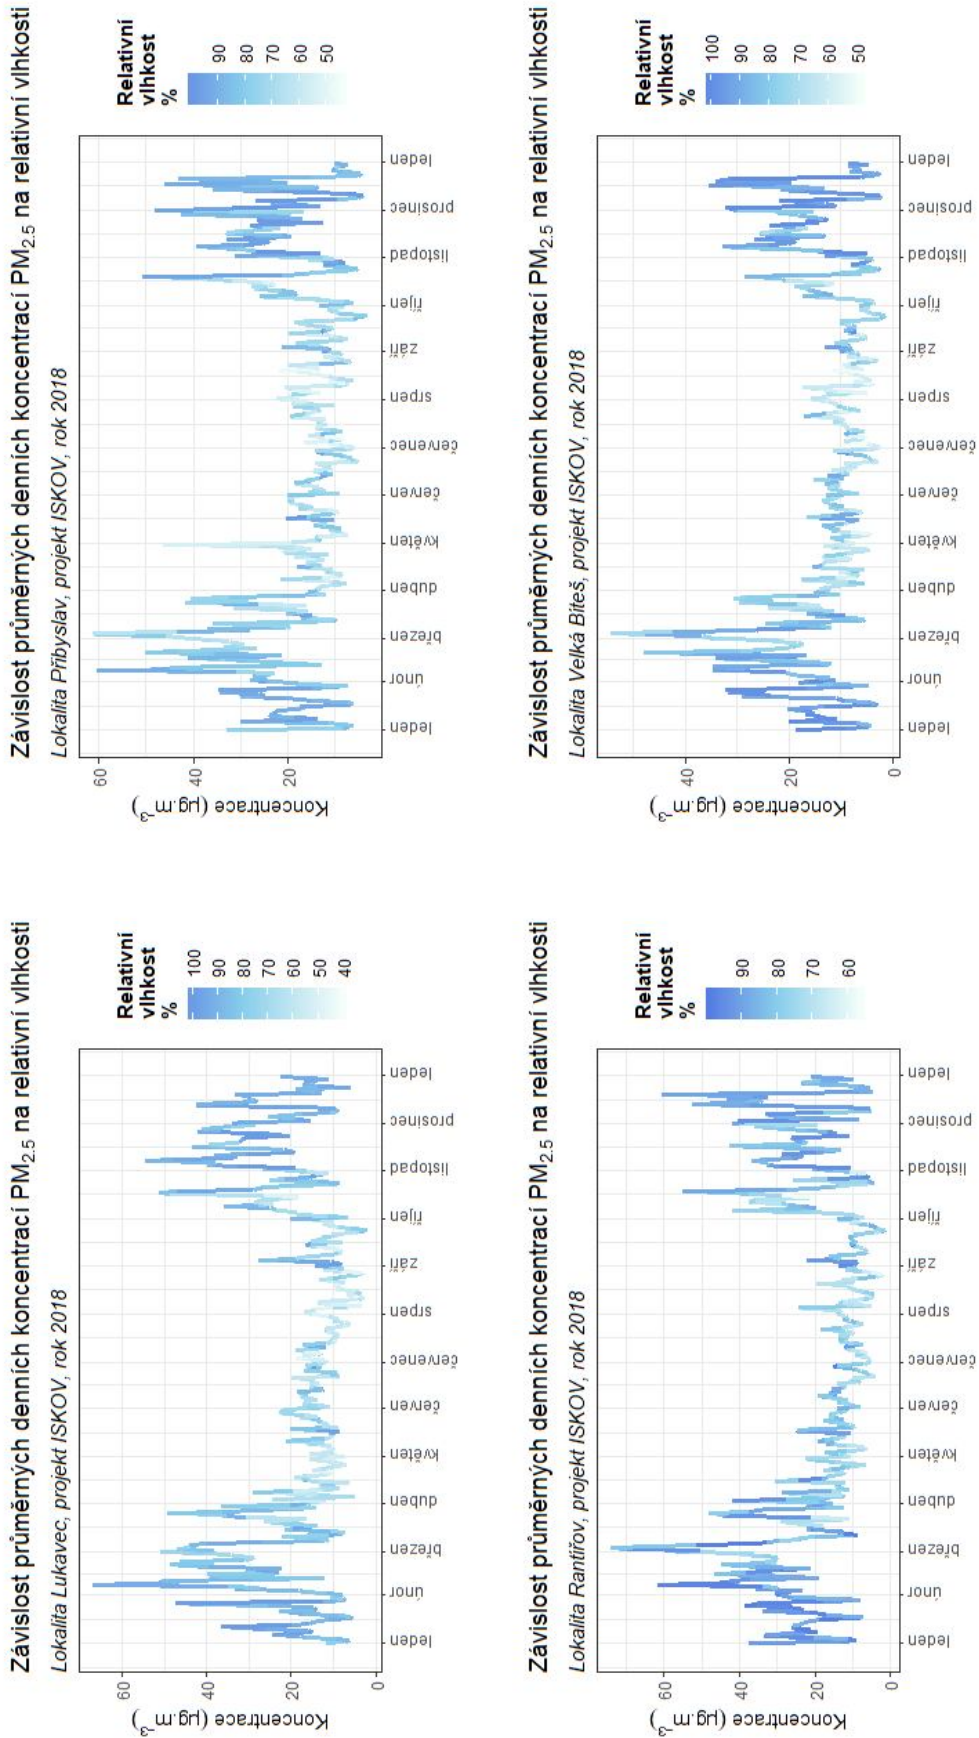 Závislost průměrných denních koncentrací PM2.5 na relativní vlhkosti
Lokalita Lukavec, projekt ISKOV, rok 2018
Koncentrace (µg.m-3)
60
40
20
0
leden únor březen duben květen červen červenec srpen září říjen listopad prosinec leden
Relativní
vlhkost
%
100
90
80
70
60
50
40
Závislost průměrných denních koncentrací PM2.5 na relativní vlhkosti
Lokalita Přibyslav, projekt ISKOV, rok 2018
Koncentrace (µg.m-3)
60
40
20
leden únor březen duben květen červen červenec srpen září říjen listopad prosinec leden
Relativní
vlhkost
%
90
80
70
60
50
Závislost průměrných denních koncentrací PM2.5 na relativní vlhkosti
Lokalita Rantířov, projekt ISKOV, rok 2018
Koncentrace (µg.m-3)
60
40
20
0
leden únor březen duben květen červen červenec srpen září říjen listopad prosinec leden
Relativní
vlhkost
%
90
80
70
60
Závislost průměrných denních koncentrací PM2.5 na relativní vlhkosti
Lokalita Velká Bíteš, projekt ISKOV, rok 2018
Koncentrace (µg.m-3)
40
20
0
leden únor březen duben květen červen červenec srpen září říjen listopad prosinec leden
Relativní
vlhkost
%
100
90
80
70
60
50